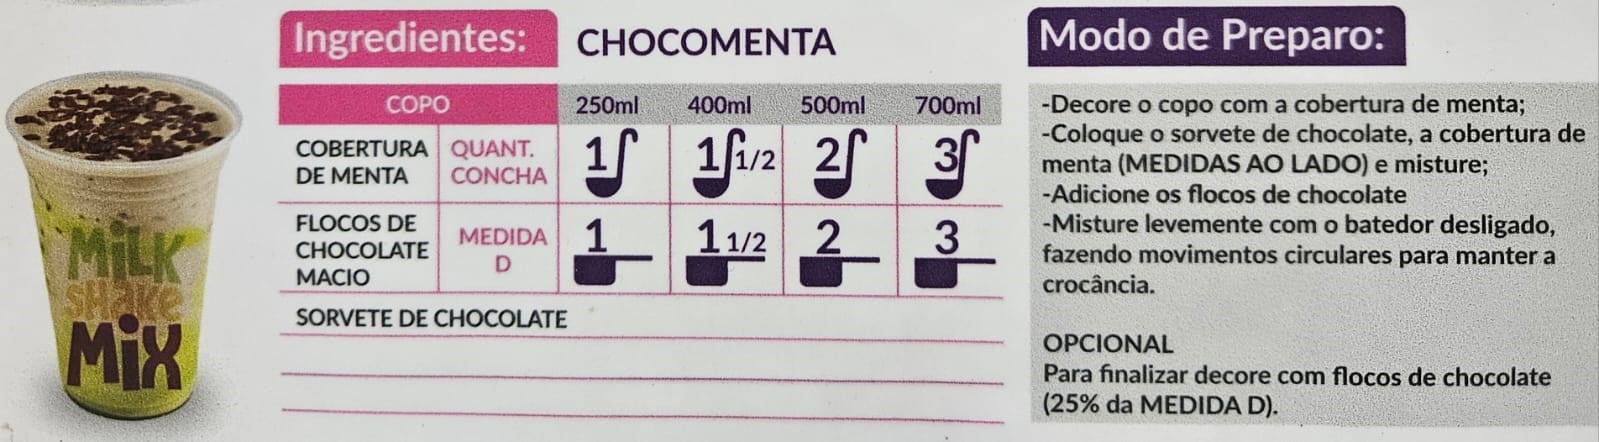 Ingredientes: CHOCOMENTA
COPO 250ml 400ml 500ml 700ml
COBERTURA DE MENTA QUANT. CONCHA 1 1 1/2 2 3
FLOCOS DE CHOCOLATE MACIO MEDIDA D 1 1 1/2 2 3
SORVETE DE CHOCOLATE
Modo de Preparo:
-Decore o copo com a cobertura de menta;
-Coloque o sorvete de chocolate, a cobertura de
menta (MEDIDAS AO LADO) e misture;
-Adicione os flocos de chocolate
-Misture levemente com o batedor desligado,
fazendo movimentos circulares para manter a
crocância.
OPCIONAL
Para finalizar decore com flocos de chocolate
(25% da MEDIDA D).
MiLK
SHaKe
MiX